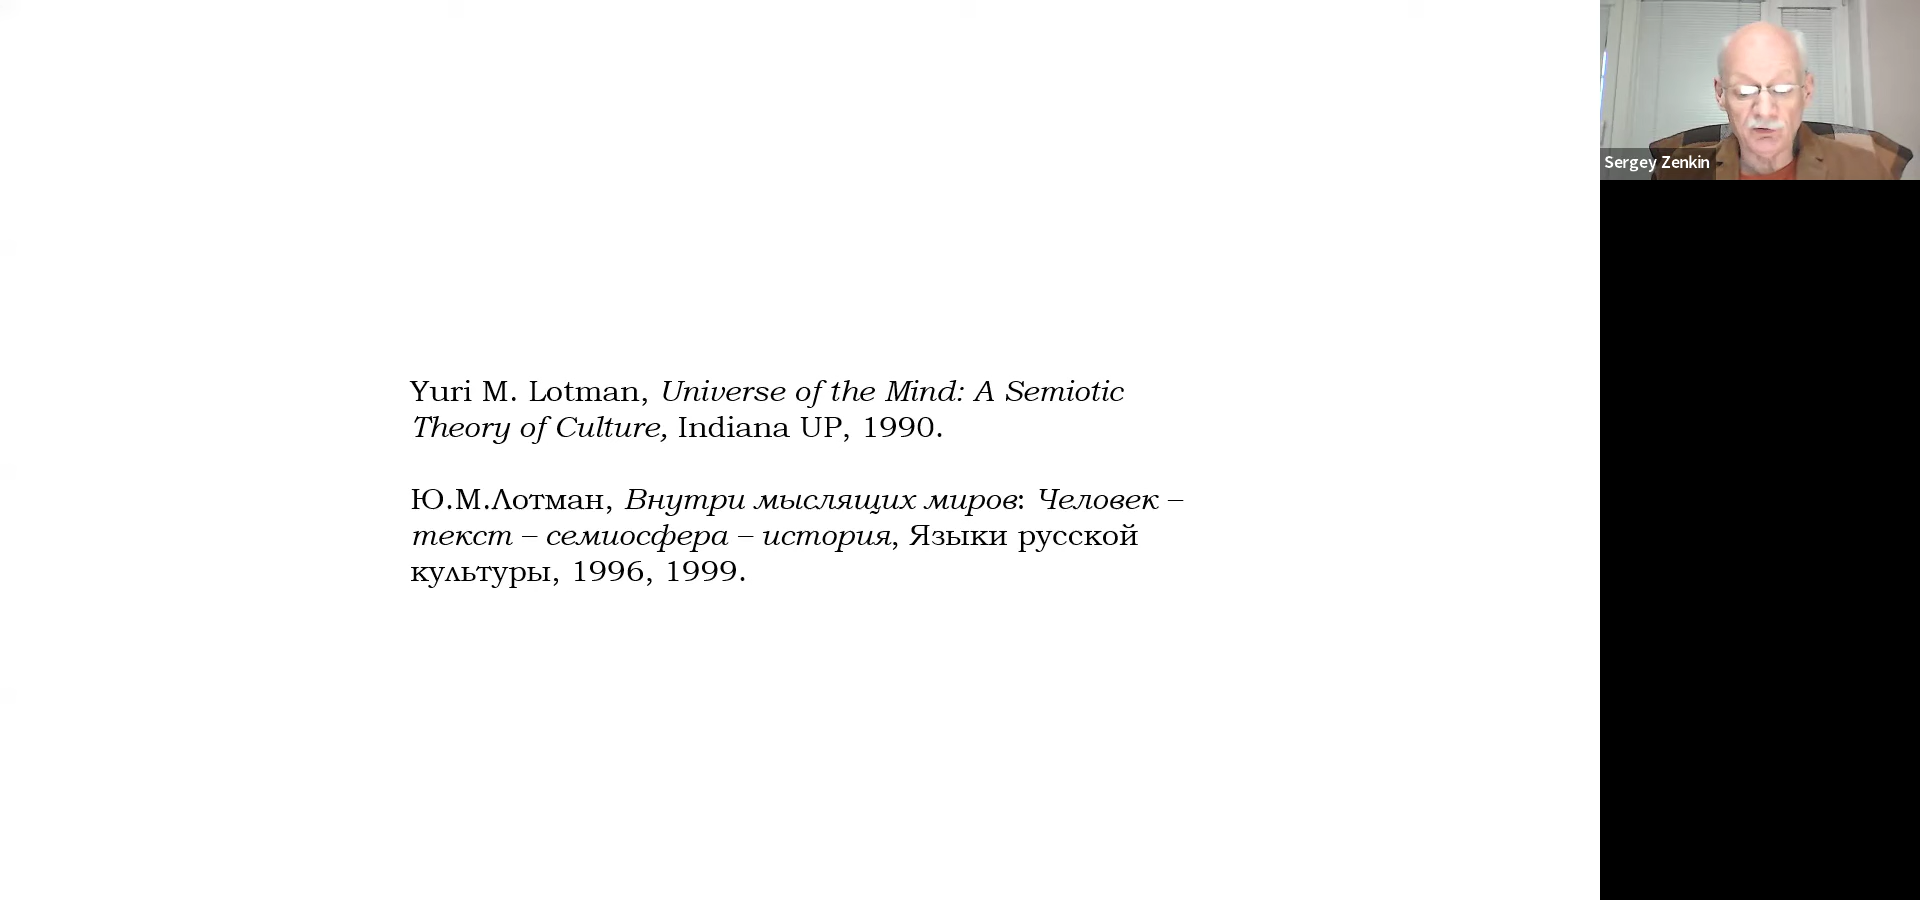 Yuri M. Lotman, Universe of the Mind: A Semiotic
Theory of Culture, Indiana UP, 1990.
Ю.М.Лотман, Внутри мыслящих миров: Человек –
текст – семиосфера – история, Языки русской
культуры, 1996, 1999.
Sergey Zenkin